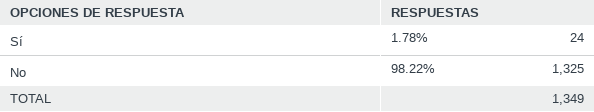 OPCIONES DE RESPUESTA RESPUESTAS
Sí 1.78% 24
No 98.22% 1,325
TOTAL 1,349